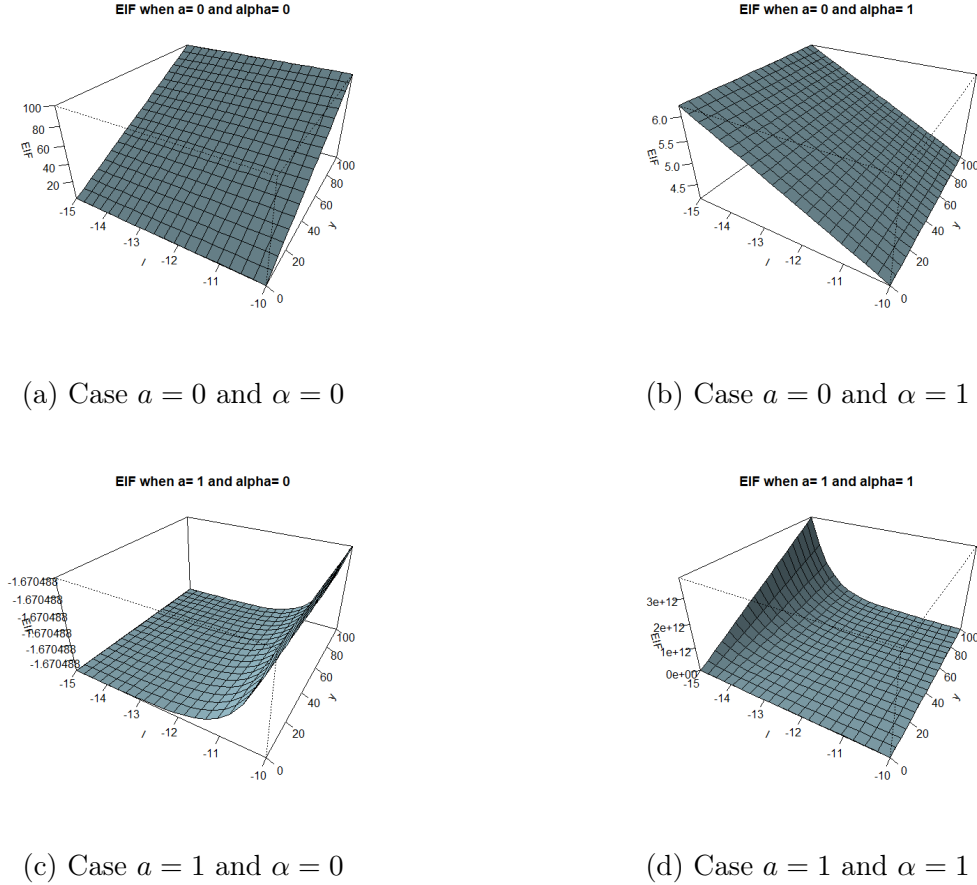 EIF when a= 0 and alpha= 0
100
80
60
40
20
EIF
-15
-14
-13
-12
-11
-10
l
0
20
40
60
80
100
y
(a) Case a = 0 and α = 0
EIF when a= 0 and alpha= 1
6.0
5.5
5.0
4.5
EIF
-15
-14
-13
-12
-11
-10
l
0
20
40
60
80
100
y
(b) Case a = 0 and α = 1
EIF when a= 1 and alpha= 0
-1.670488
-1.670488
-1.670488
-1.670488
-1.670488
-1.670488
EIF
-15
-14
-13
-12
-11
-10
l
0
20
40
60
80
100
y
(c) Case a = 1 and α = 0
EIF when a= 1 and alpha= 1
3e+12
2e+12
1e+12
0e+00
EIF
-15
-14
-13
-12
-11
-10
l
0
20
40
60
80
100
y
(d) Case a = 1 and α = 1